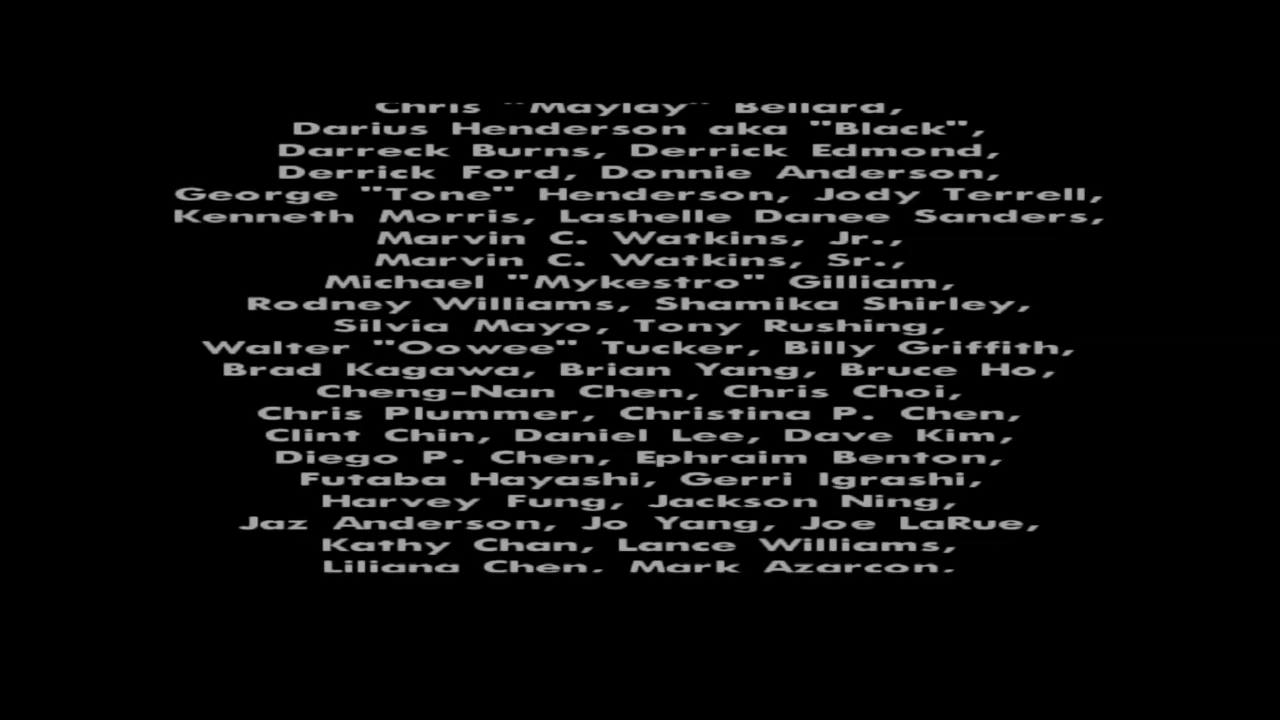 Chris "Maylay" Bellard,
Darius Henderson aka "Black",
Darreck Burns, Derrick Edmond,
Derrick Ford, Donnie Anderson,
George "Tone" Henderson, Jody Terrell,
Kenneth Morris, Lashelle Danee Sanders,
Marvin C. Watkins, Jr.,
Marvin C. Watkins, Sr.,
Michael "Mykestro" Gilliam,
Rodney Williams, Shamika Shirley,
Silvia Mayo, Tony Rushing,
Walter "Oowee" Tucker, Billy Griffith,
Brad Kagawa, Brian Yang, Bruce Ho,
Cheng-Nan Chen, Chris Choi,
Chris Plummer, Christina P. Chen,
Clint Chin, Daniel Lee, Dave Kim,
Diego P. Chen, Ephraim Benton,
Futaba Hayashi, Gerri Igrashi,
Harvey Fung, Jackson Ning,
Jaz Anderson, Jo Yang, Joe LaRue,
Kathy Chan, Lance Williams,
Liliana Chen, Mark Azarcon,